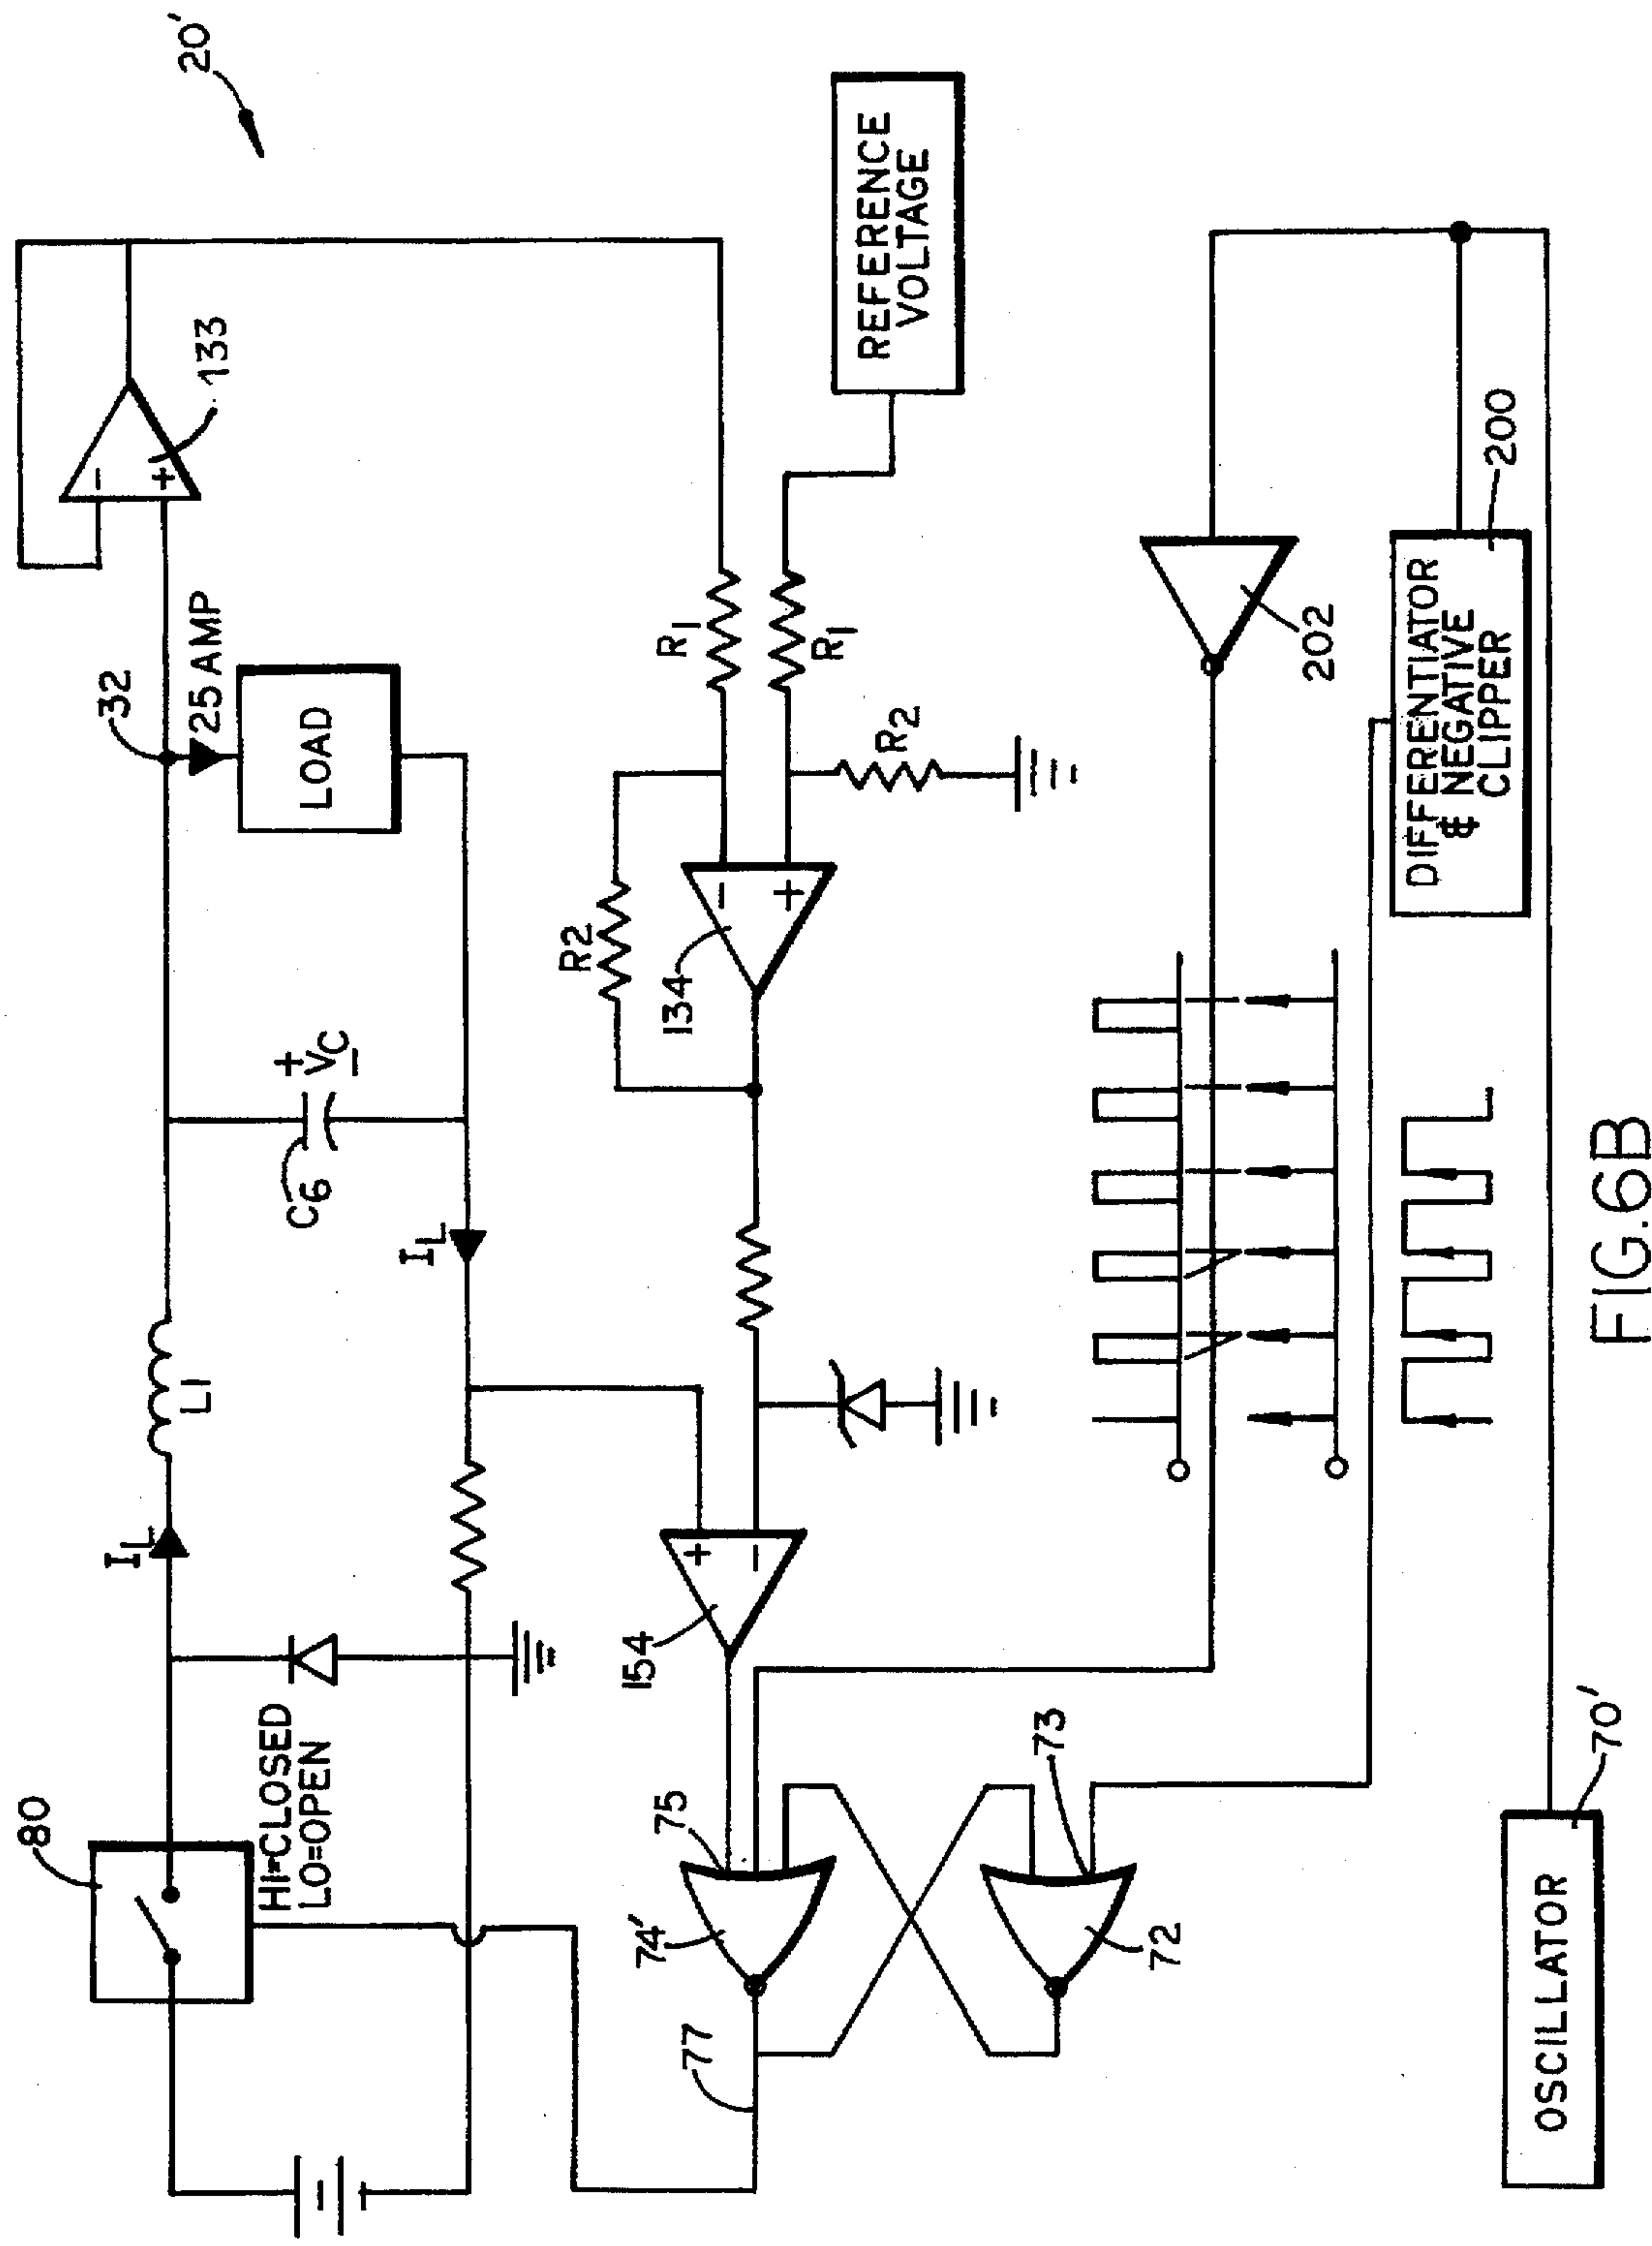 20'
80
HI=CLOSED
LO=OPEN
IL
L1
C6
+
VC
−
IL
32
25 AMP
LOAD
−
+
133
REFERENCE
VOLTAGE
R1
R1
R2
R2
−
+
134
+
−
154
75
74'
77
73
72
202
DIFFERENTIATOR
& NEGATIVE
CLIPPER
200
OSCILLATOR
70'
FIG.6B